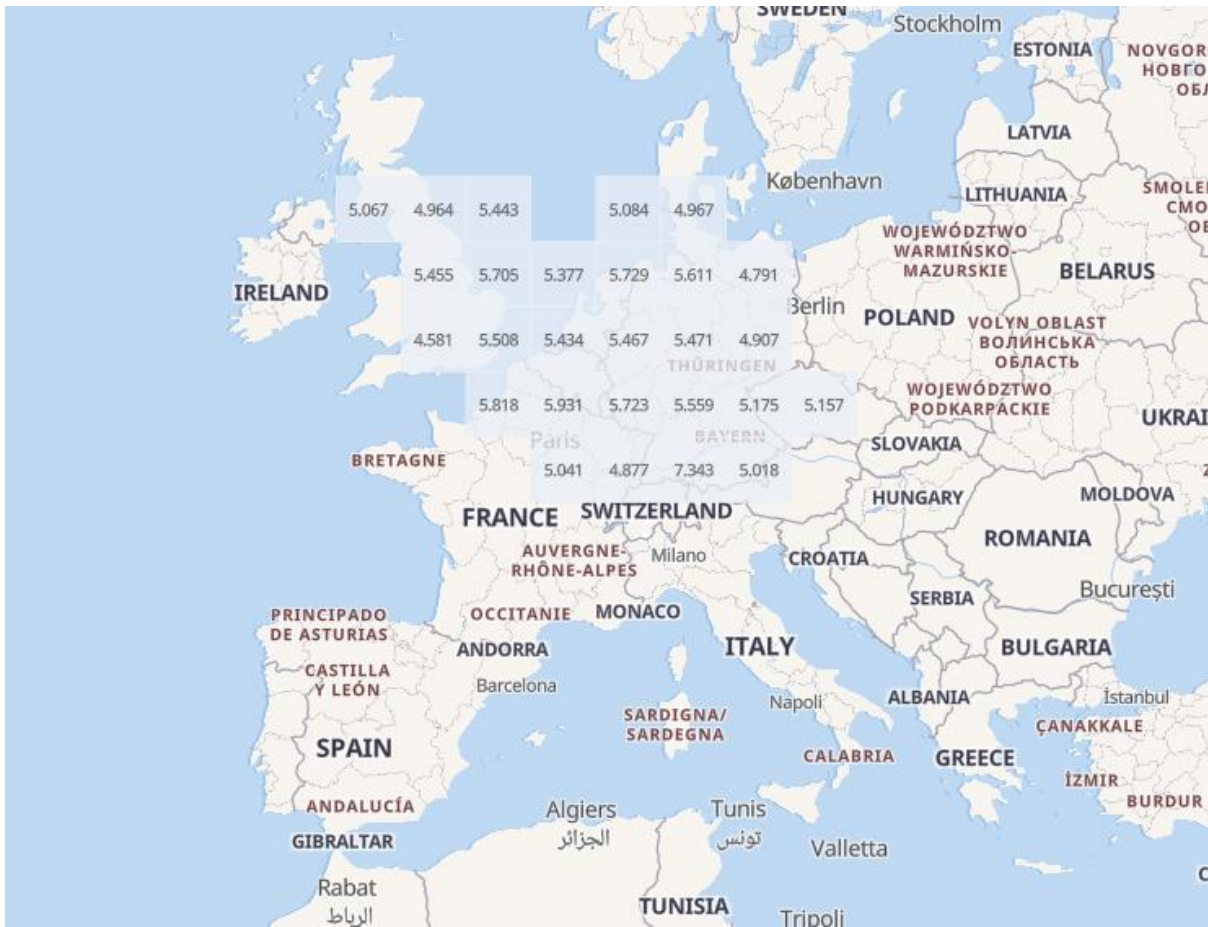 SWEDEN
Stockholm
ESTONIA
НОВГО
ОБЛ
LATVIA
København
LITHUANIA
5.067 4.964 5.443 5.084 4.967
WOJEWÓDZTWO
WARMIŃSKO-
MAZURSKIE
BELARUS
IRELAND
5.455 5.705 5.377 5.729 5.611 4.791
Berlin
POLAND
VOLYN OBLAST
ВОЛИНСЬКА
ОБЛАСТЬ
4.581 5.508 5.434 5.467 5.471 4.907
THÜRINGEN
WOJEWÓDZTWO
PODKARPACKIE
5.818 5.931 5.723 5.559 5.175 5.157
UKRAI
Paris
BAYERN
SLOVAKIA
BRETAGNE
5.041 4.877 7.343 5.018
HUNGARY
MOLDOVA
FRANCE
SWITZERLAND
ROMANIA
AUVERGNE-
RHÔNE-ALPES
Milano
CROATIA
București
SERBIA
PRINCIPADO
DE ASTURIAS
OCCITANIE
MONACO
ITALY
BULGARIA
ANDORRA
CASTILLA
Y LEÓN
Barcelona
Napoli
ALBANIA
İstanbul
SARDIGNA/
SARDEGNA
ÇANAKKALE
SPAIN
CALABRIA
GREECE
İZMIR
BURDUR
ANDALUCÍA
Algiers
الجزائر
Tunis
تونس
GIBRALTAR
Valletta
Rabat
الرباط
TUNISIA
Tripoli